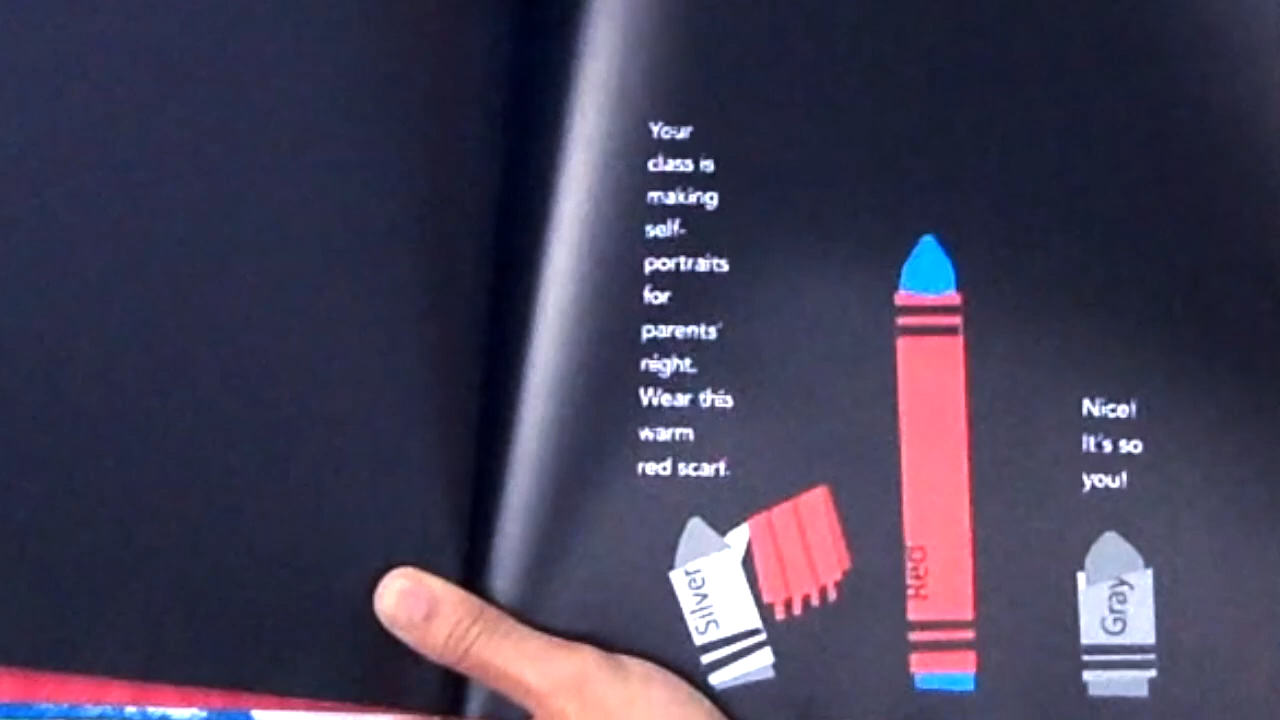 Your
class is
making
self-
portraits
for
parents'
night.
Wear this
warm
red scarf.
Nice!
It's so
you!
Silver
Red
Gray